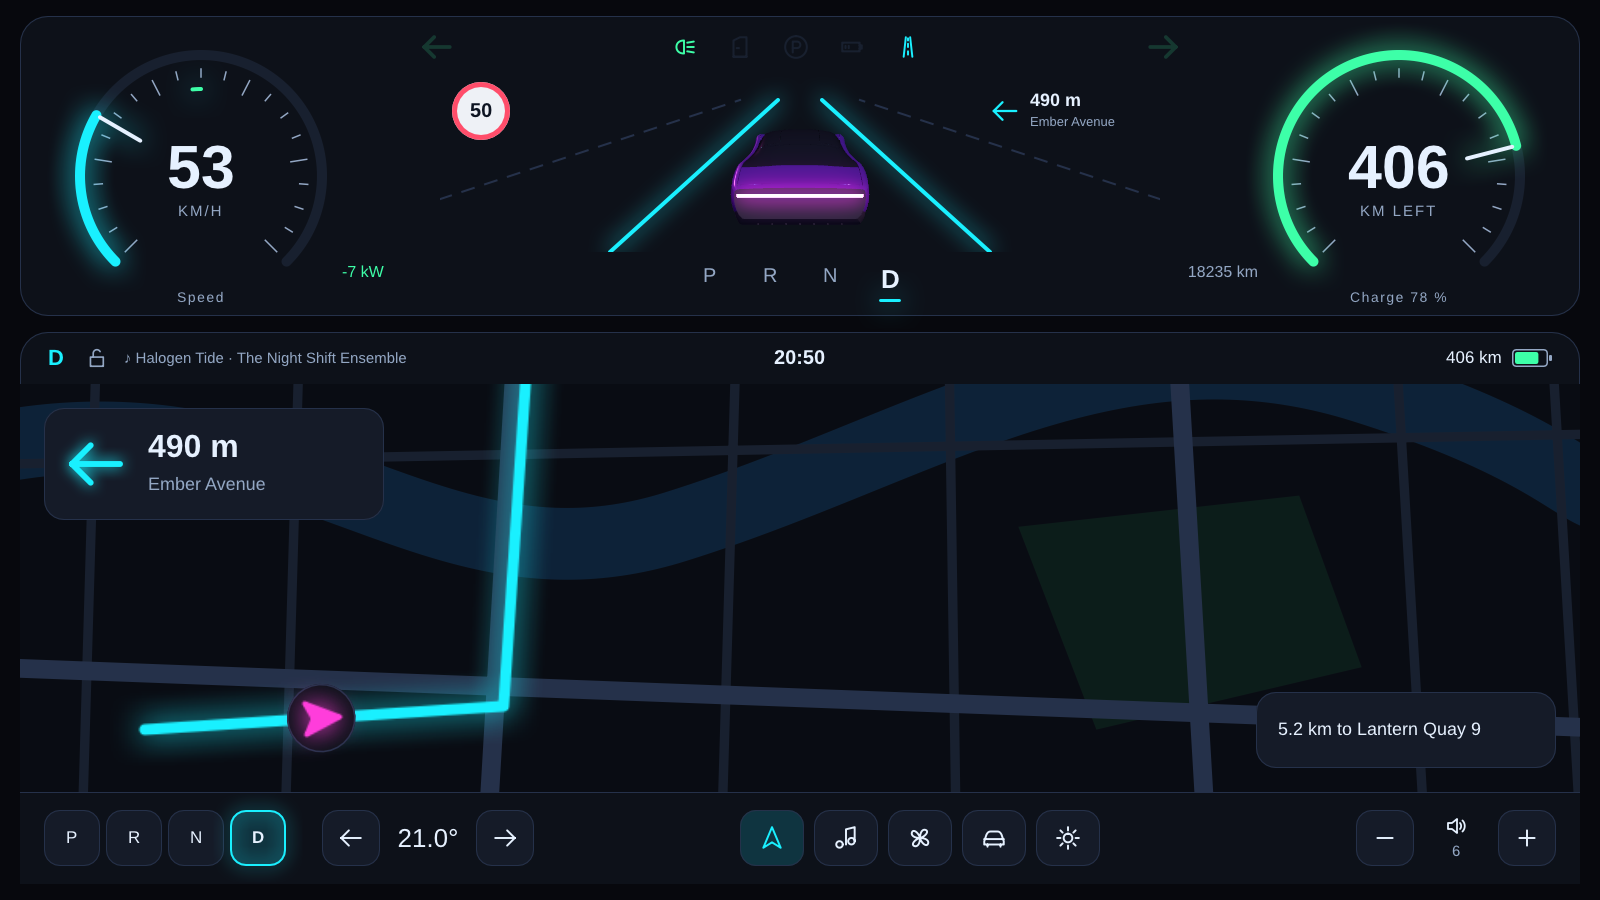 50
490 m
Ember Avenue
53
KM/H
406
KM LEFT
-7 kW
P R N D
18235 km
Speed
Charge 78 %
D
♪ Halogen Tide · The Night Shift Ensemble
20:50
406 km
490 m
Ember Avenue
5.2 km to Lantern Quay 9
P R N D
21.0°
6